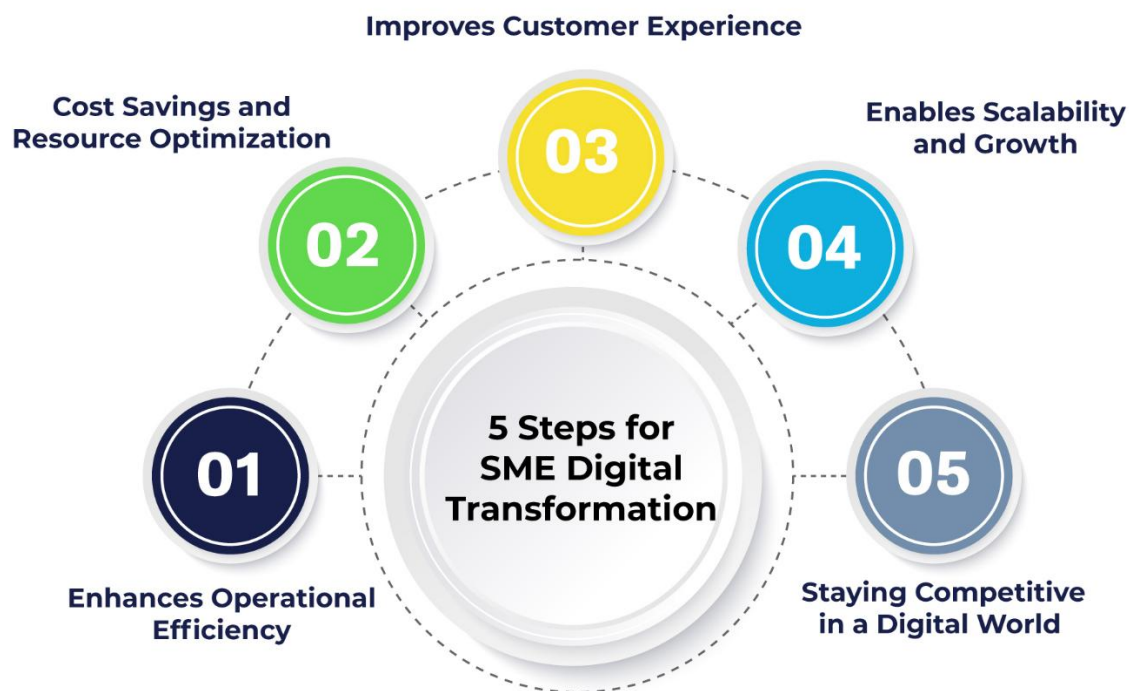 Improves Customer Experience
Cost Savings and
Resource Optimization
Enables Scalability
and Growth
03
02
04
5 Steps for
SME Digital
Transformation
01
05
Enhances Operational
Efficiency
Staying Competitive
in a Digital World